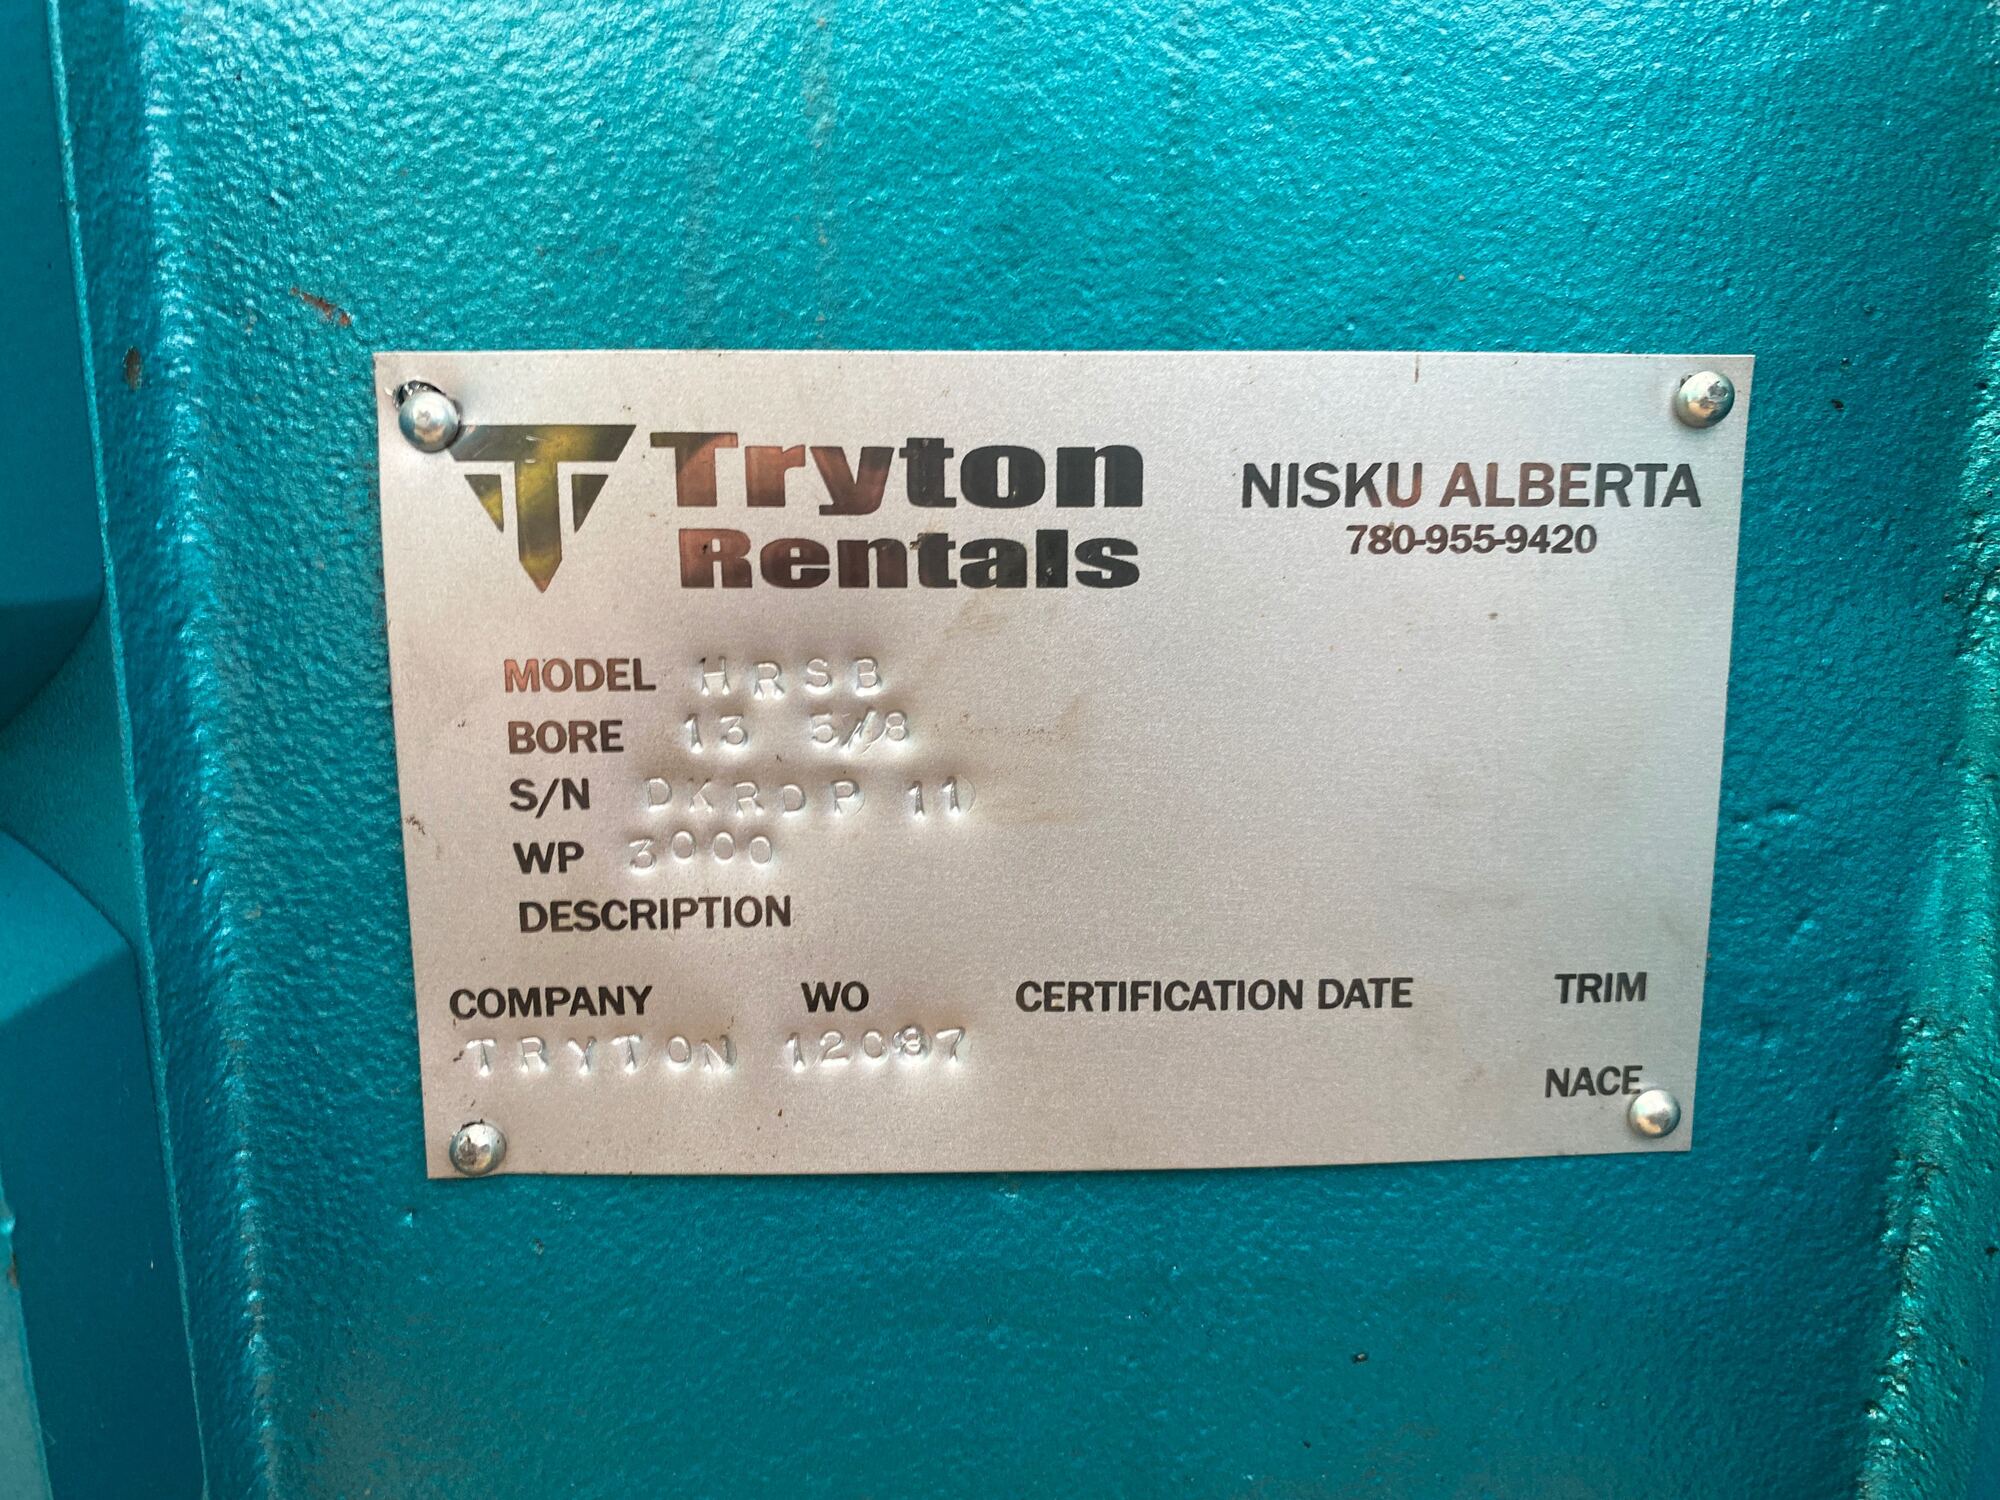 Tryton
Rentals
NISKU ALBERTA
780-955-9420
MODEL HRSB
BORE 13 5/8
S/N DKRDP 11
WP 3000
DESCRIPTION
COMPANY WO CERTIFICATION DATE TRIM
TRYTON 12087
NACE